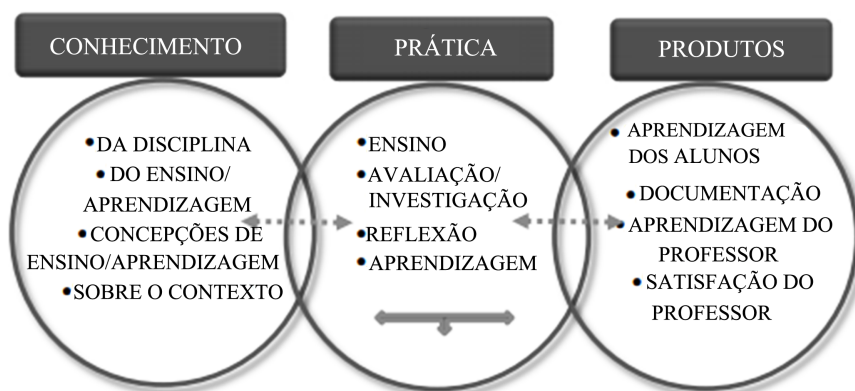 CONHECIMENTO
•DA DISCIPLINA
• DO ENSINO/
APRENDIZAGEM
•CONCEPÇÕES DE
ENSINO/APRENDIZAGEM
•SOBRE O CONTEXTO
PRÁTICA
•ENSINO
•AVALIAÇÃO/
INVESTIGAÇÃO
•REFLEXÃO
•APRENDIZAGEM
PRODUTOS
• APRENDIZAGEM
DOS ALUNOS
•DOCUMENTAÇÃO
•APRENDIZAGEM DO
PROFESSOR
•SATISFAÇÃO DO
PROFESSOR